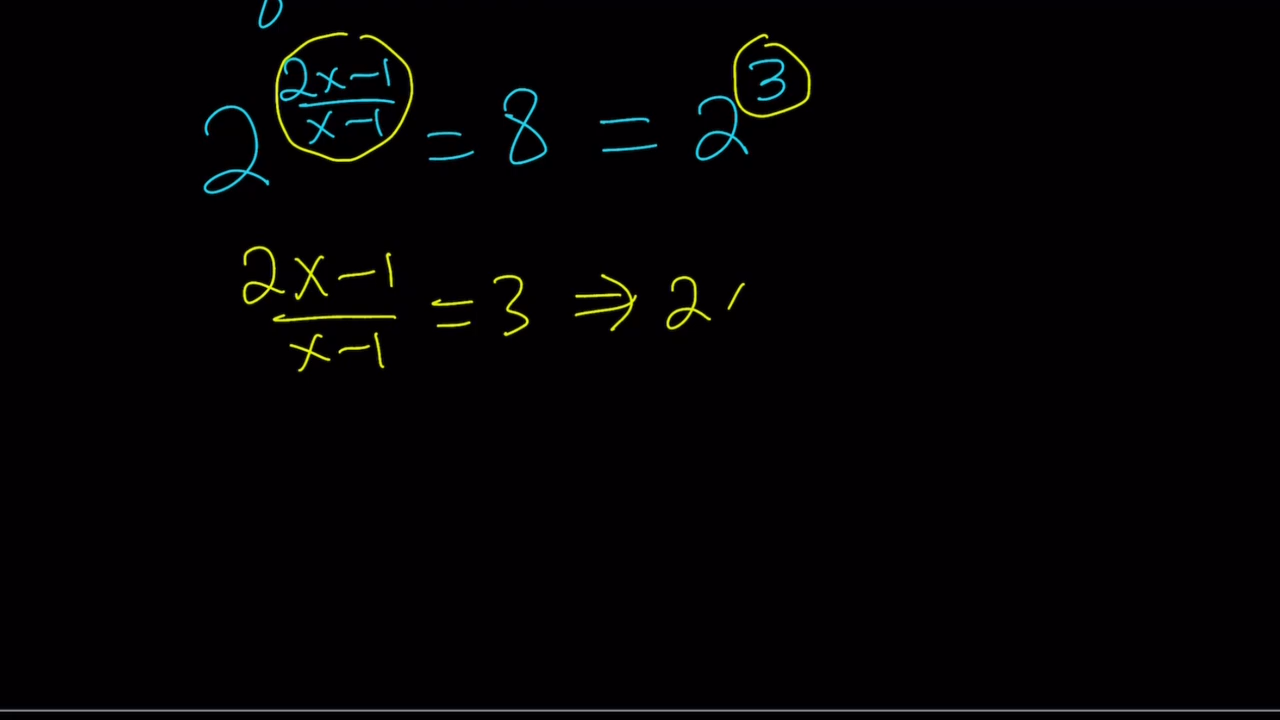 2^((2x-1)/(x-1)) = 8 = 2^3
(2x-1)/(x-1) = 3 ⇒ 2